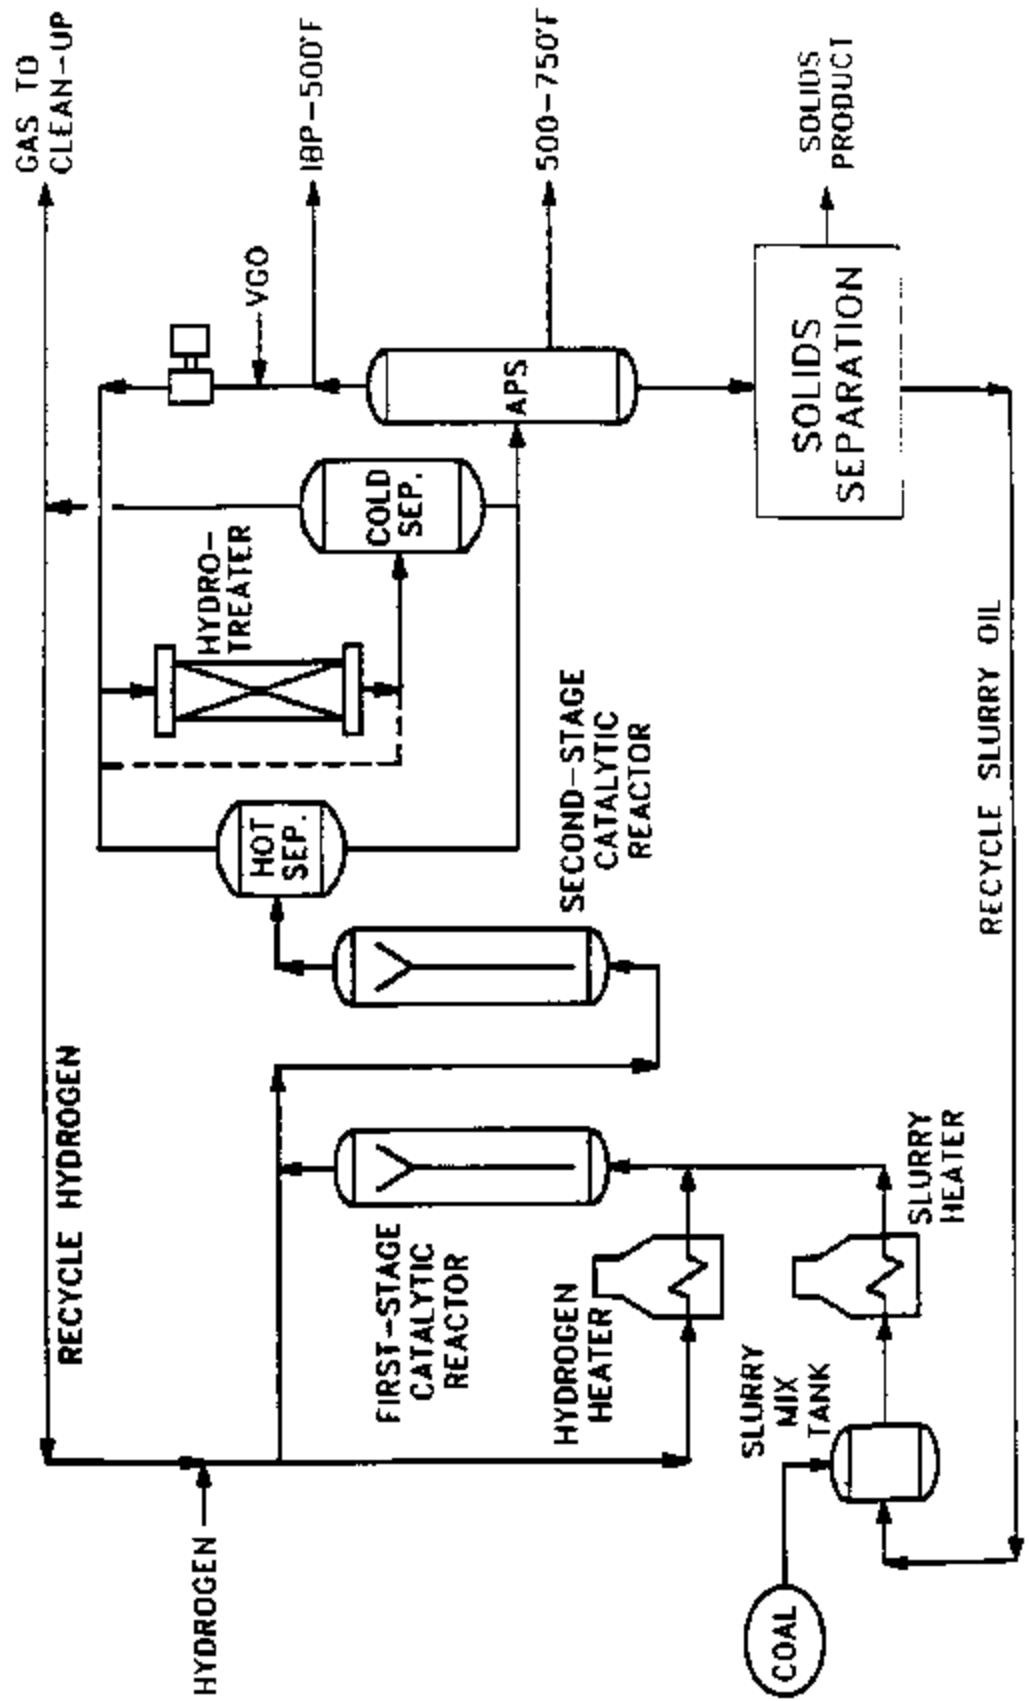 GAS TO
CLEAN-UP
RECYCLE HYDROGEN
HYDROGEN
IBP-500°F
VGO
HYDRO-
TREATER
HOT
SEP.
COLD
SEP.
APS
500-750°F
FIRST-STAGE
CATALYTIC
REACTOR
SECOND-STAGE
CATALYTIC
REACTOR
HYDROGEN
HEATER
SLURRY
MIX
TANK
SLURRY
HEATER
COAL
SOLIDS
SEPARATION
SOLIDS
PRODUCT
RECYCLE SLURRY OIL